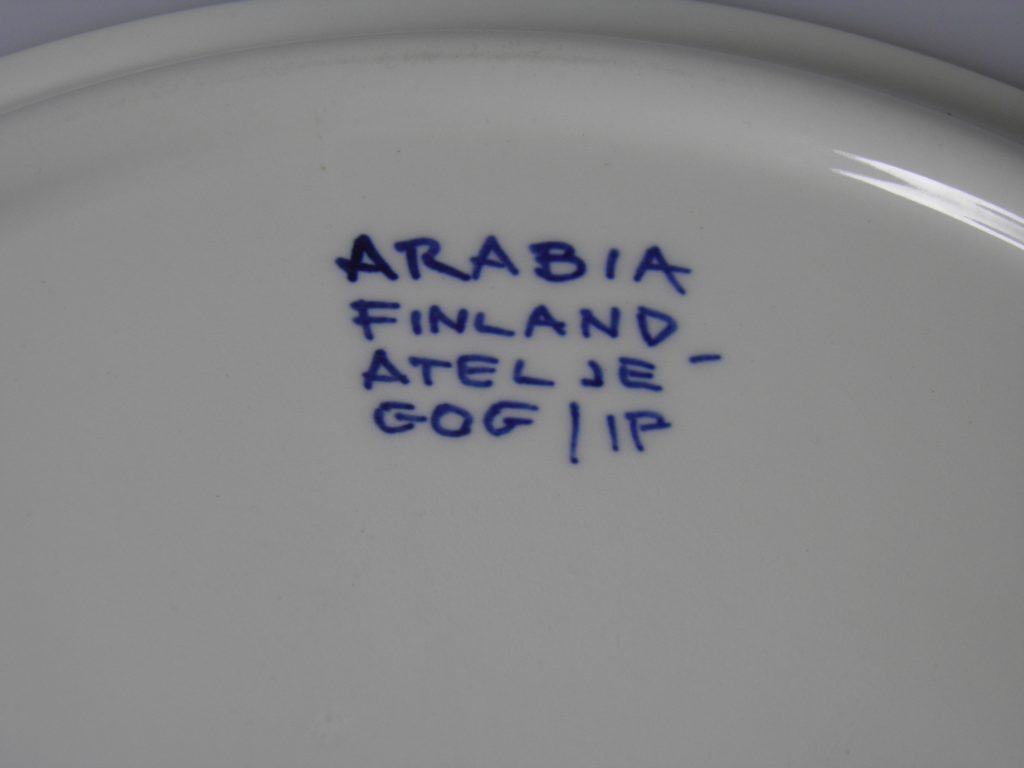 ARABIA
FINLAND
ATELJE -
GOG / IP